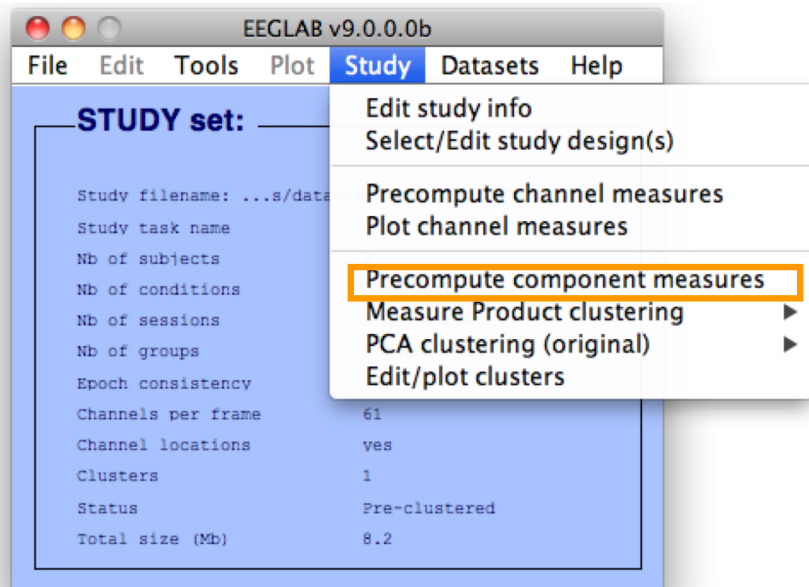 EEGLAB v9.0.0.0b
File Edit Tools Plot Study Datasets Help
Edit study info
Select/Edit study design(s)
Precompute channel measures
Plot channel measures
Precompute component measures
Measure Product clustering
PCA clustering (original)
Edit/plot clusters
STUDY set:
Study filename: ...s/data
Study task name
Nb of subjects
Nb of conditions
Nb of sessions
Nb of groups
Epoch consistency
Channels per frame 61
Channel locations yes
Clusters 1
Status Pre-clustered
Total size (Mb) 8.2